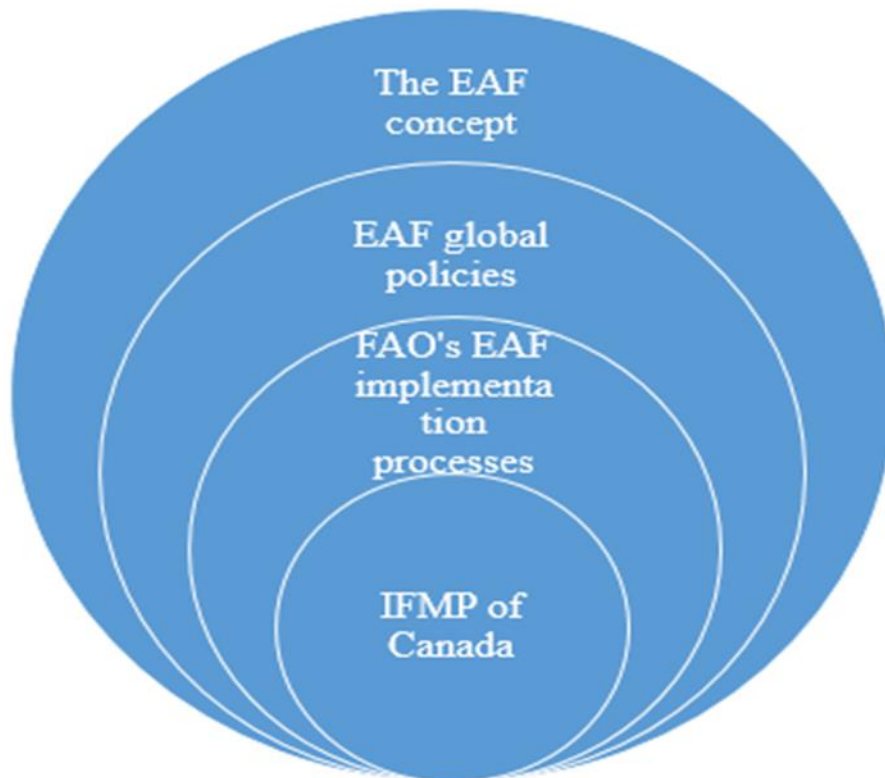 The EAF
concept
EAF global
policies
FAO's EAF
implementa
tion
processes
IFMP of
Canada